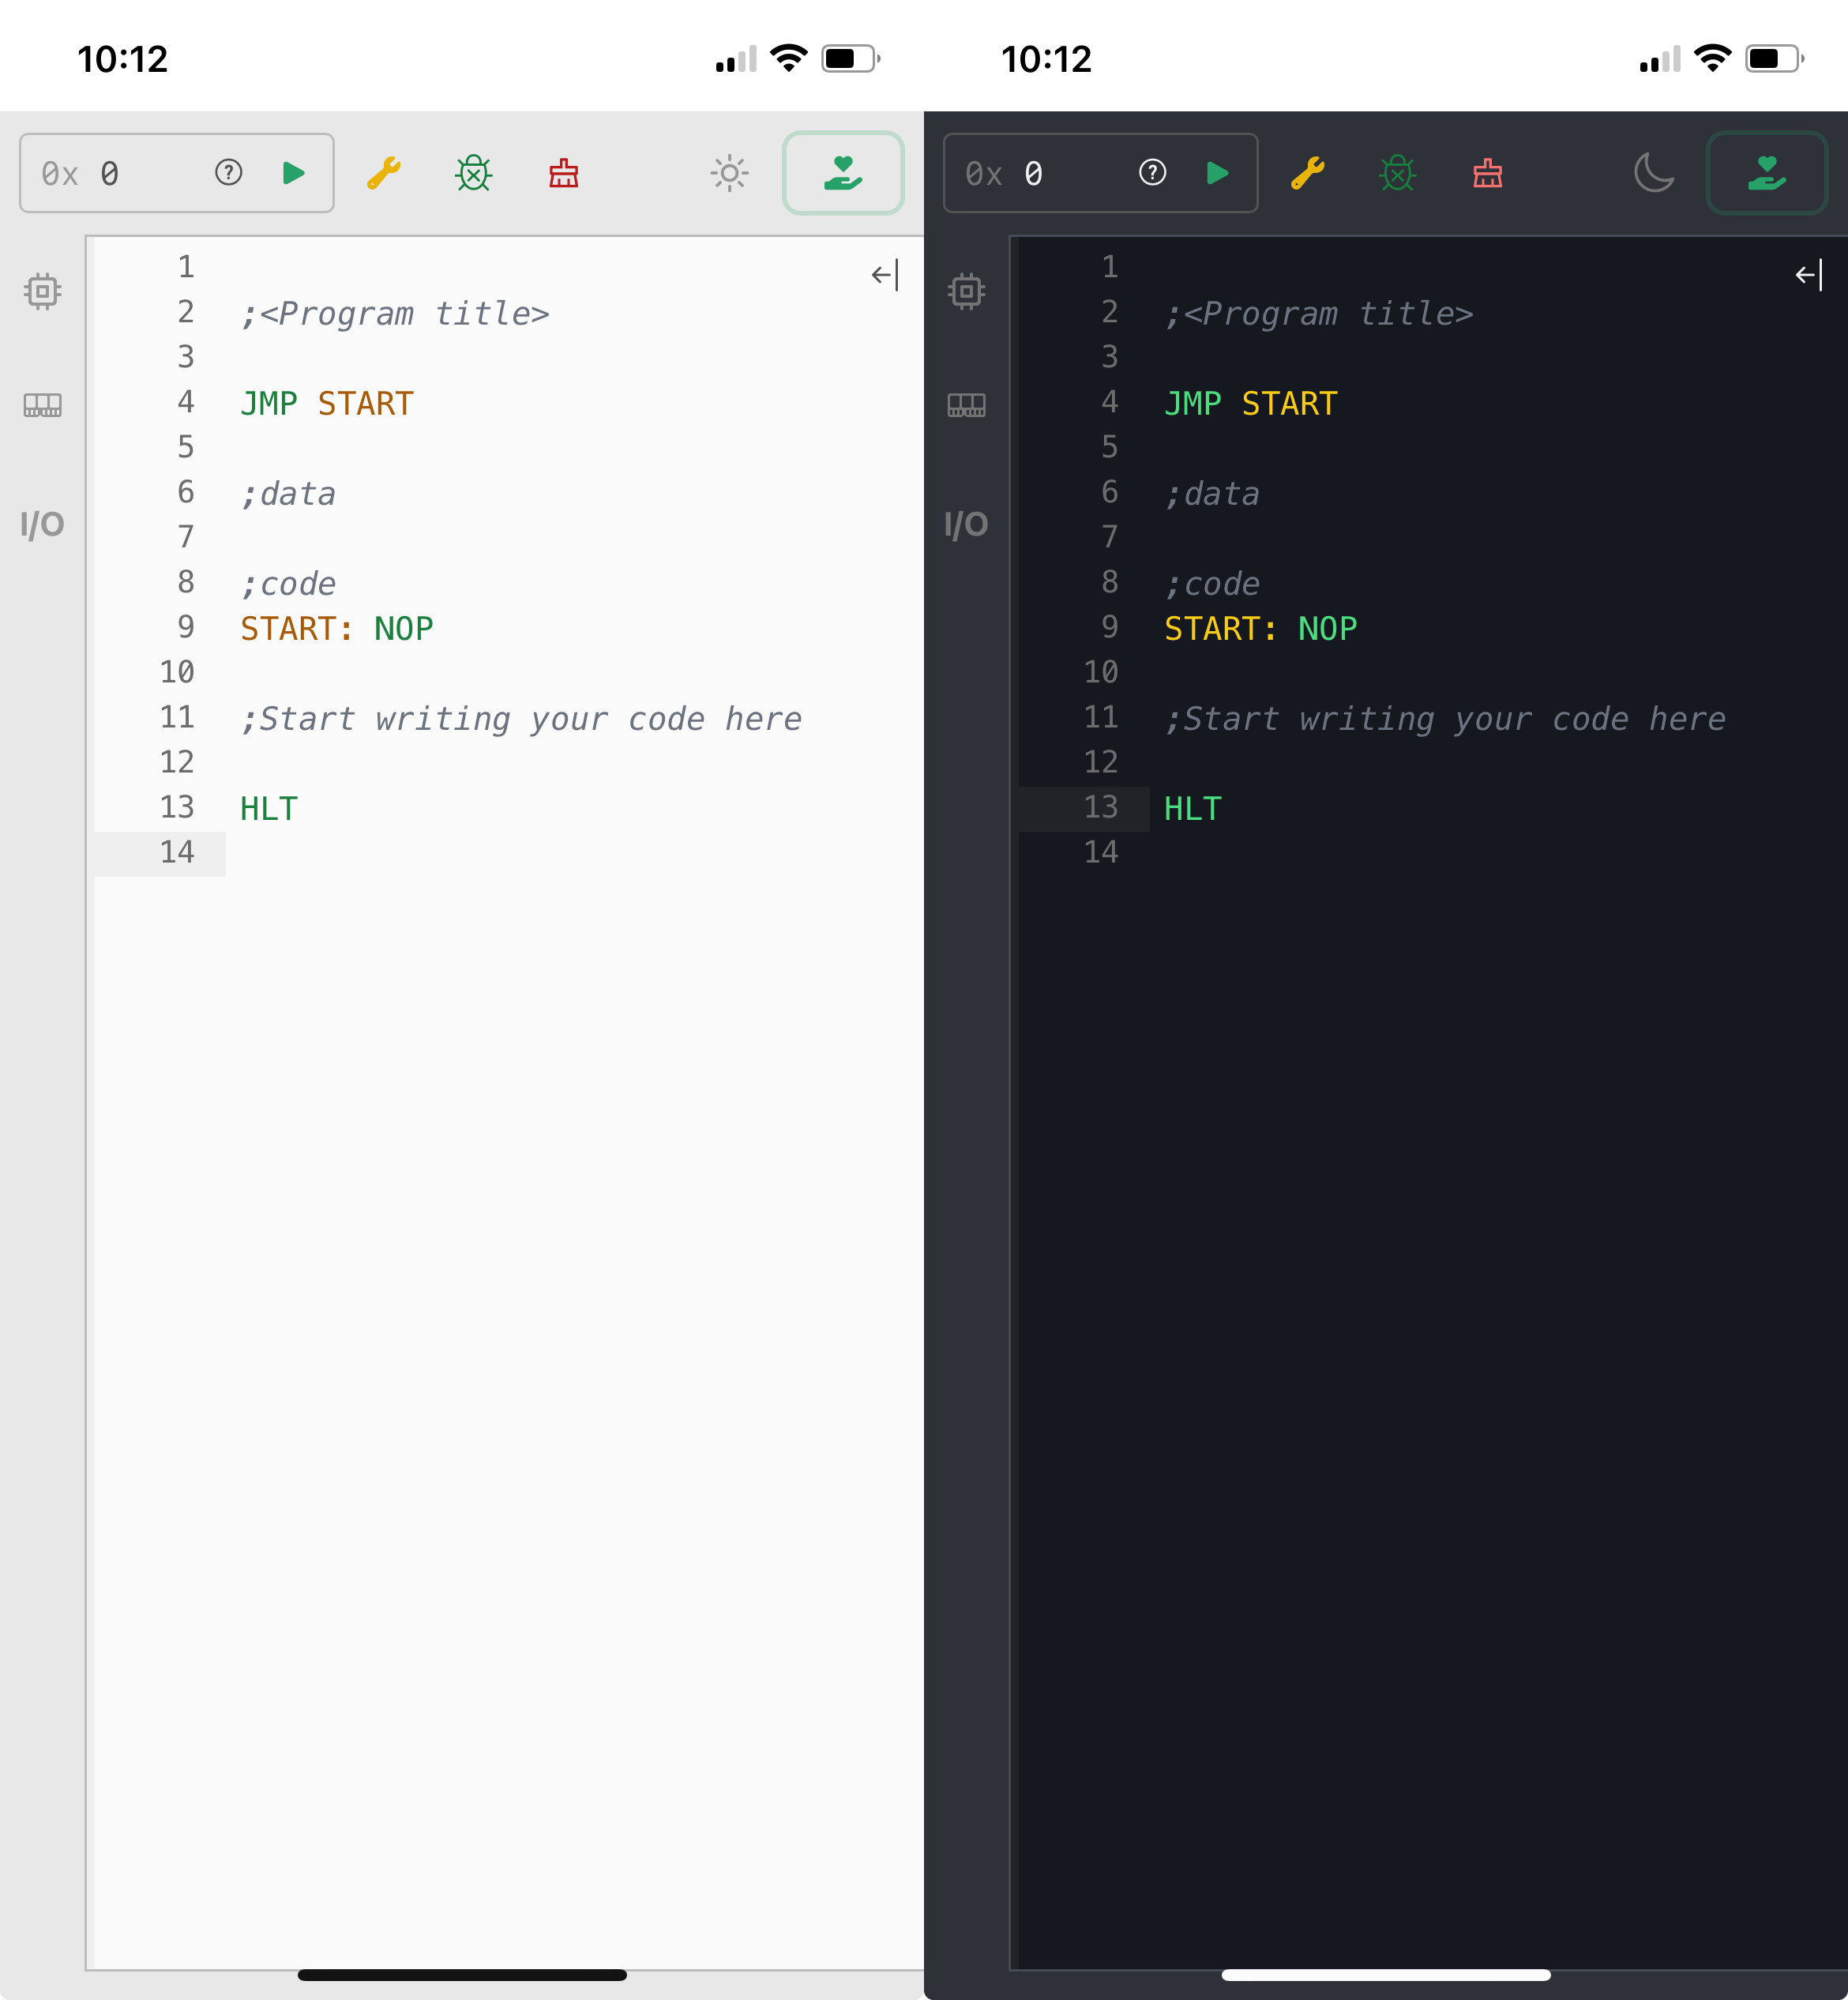 10:12
0x 0
I/O
1
2 ;<Program title>
3
4 JMP START
5
6 ;data
7
8 ;code
9 START: NOP
10
11 ;Start writing your code here
12
13 HLT
14
10:12
0x 0
I/O
1
2 ;<Program title>
3
4 JMP START
5
6 ;data
7
8 ;code
9 START: NOP
10
11 ;Start writing your code here
12
13 HLT
14